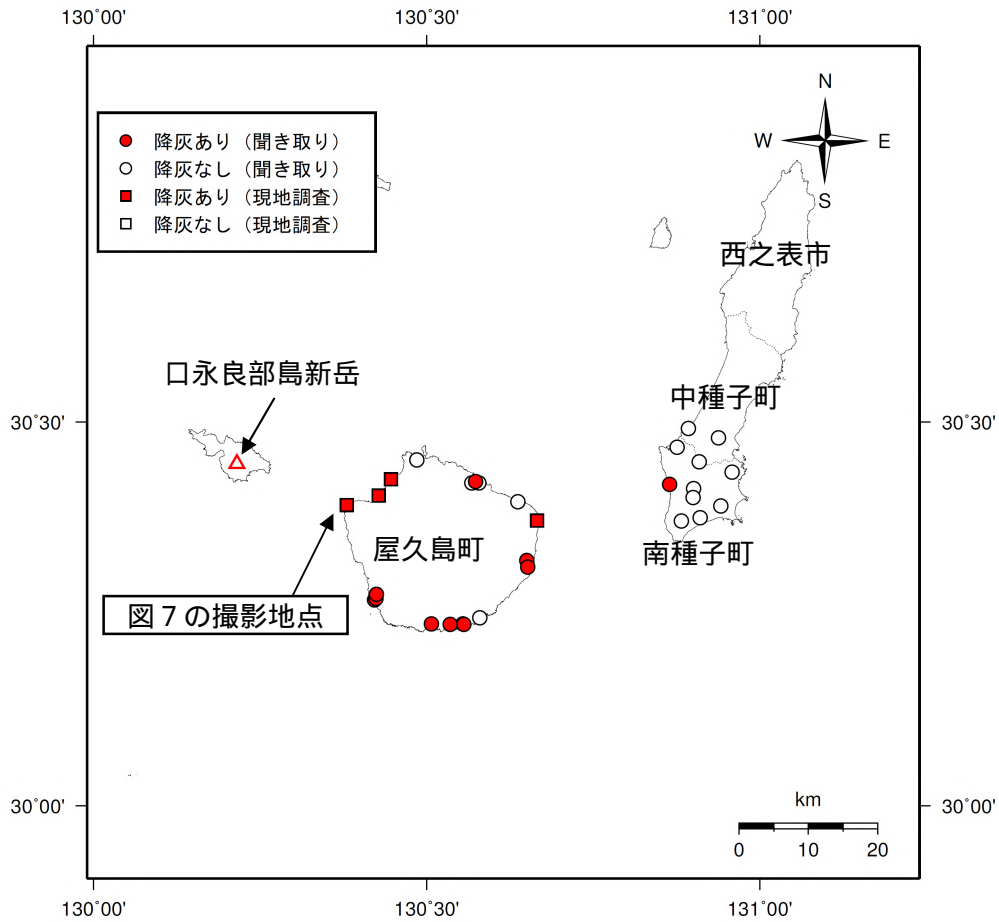 130°00'
130°30'
131°00'
N
W
E
S
降灰あり（聞き取り）
降灰なし（聞き取り）
降灰あり（現地調査）
降灰なし（現地調査）
西之表市
口永良部島新岳
中種子町
30°30'
30°30'
屋久島町
南種子町
図７の撮影地点
30°00'
30°00'
km
0
10
20
130°00'
130°30'
131°00'